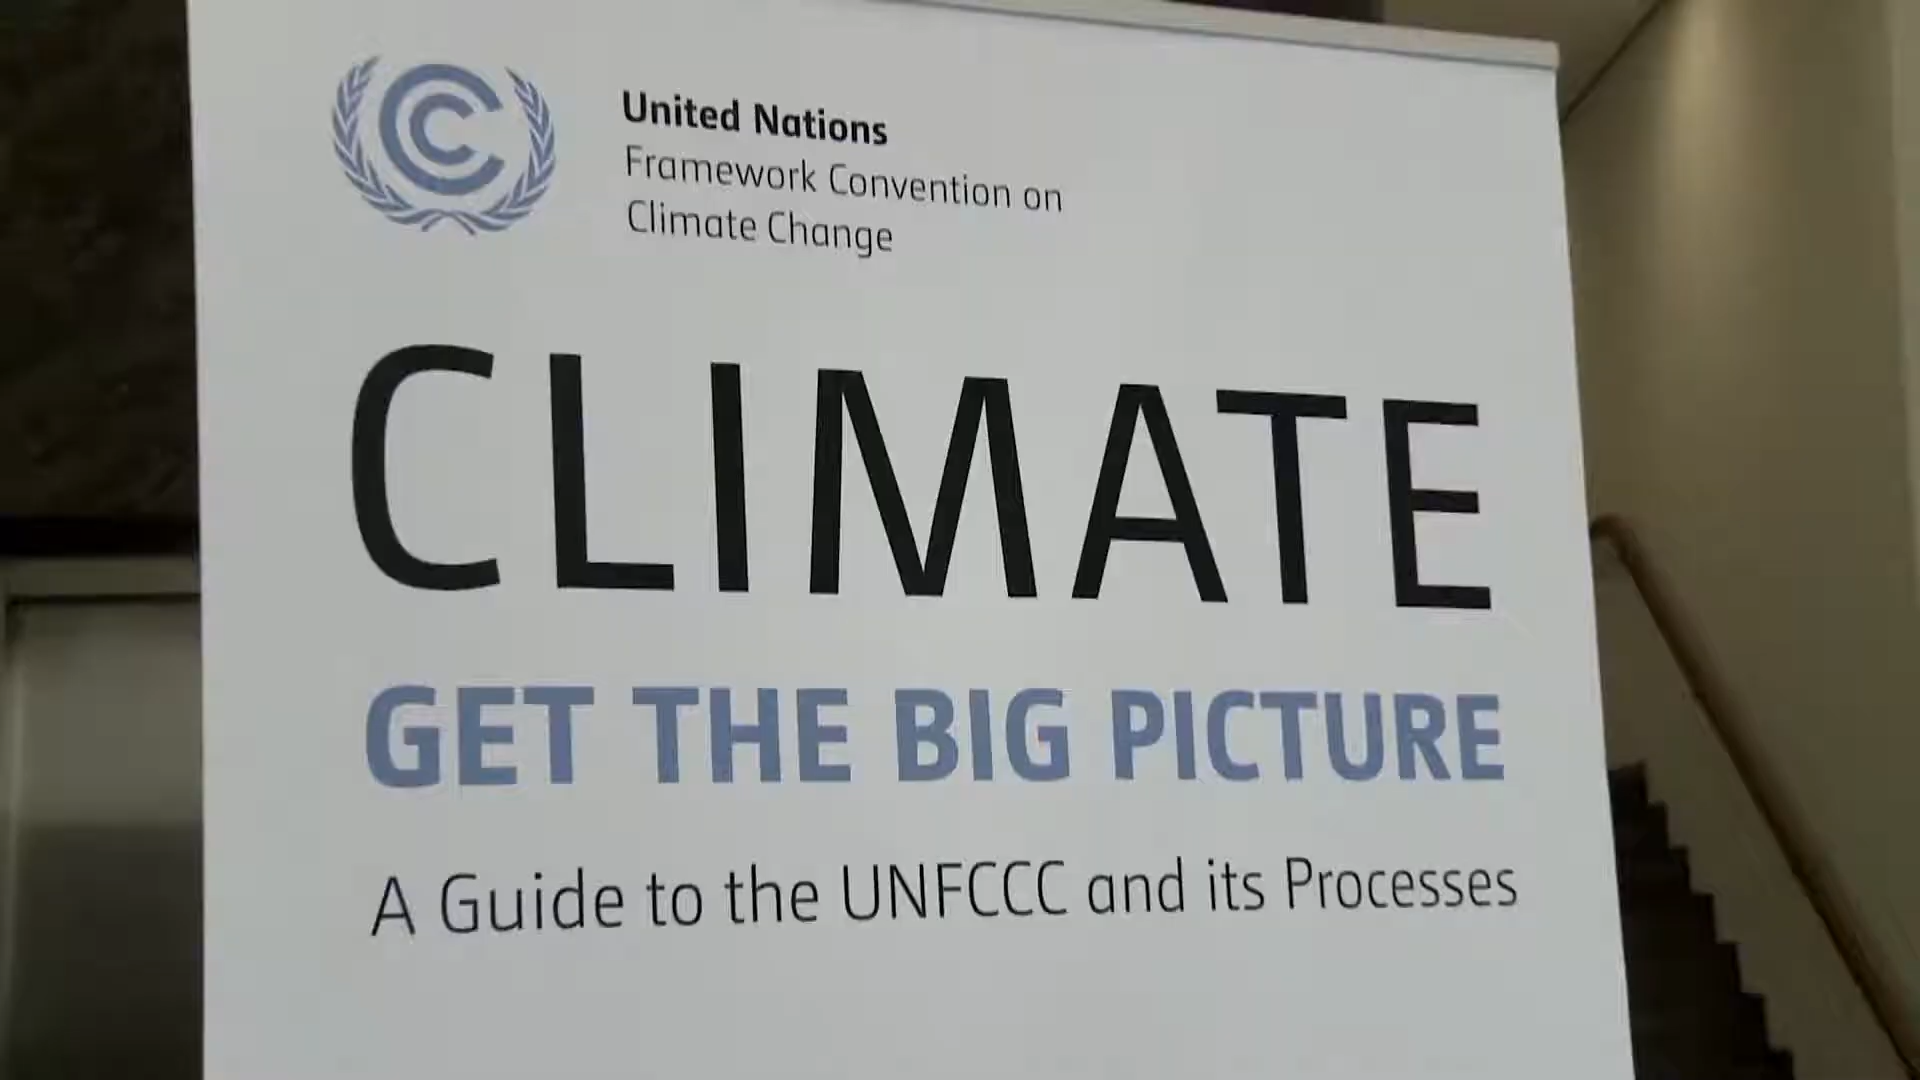 United Nations
Framework Convention on
Climate Change
CLIMATE
GET THE BIG PICTURE
A Guide to the UNFCCC and its Processes